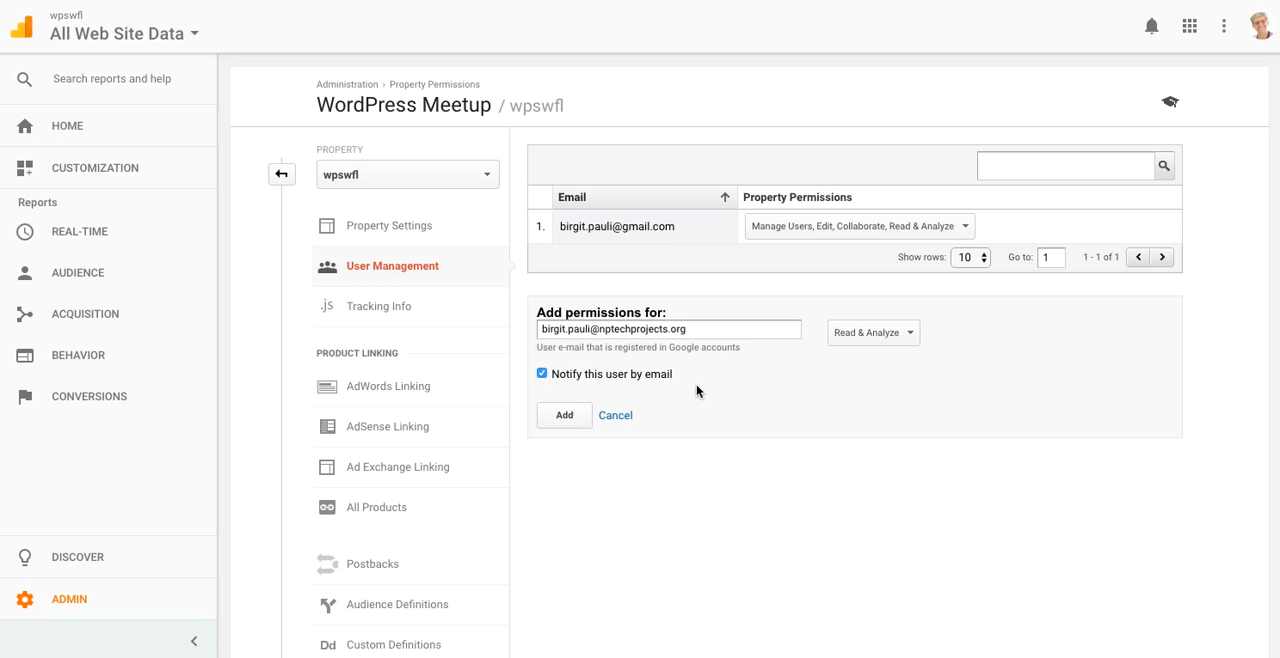 wpswfl
All Web Site Data
Search reports and help
HOME
CUSTOMIZATION
Reports
REAL-TIME
AUDIENCE
ACQUISITION
BEHAVIOR
CONVERSIONS
DISCOVER
ADMIN
Administration › Property Permissions
WordPress Meetup / wpswfl
PROPERTY
wpswfl
Property Settings
User Management
.js Tracking Info
PRODUCT LINKING
AdWords Linking
AdSense Linking
Ad Exchange Linking
All Products
Postbacks
Audience Definitions
Dd Custom Definitions
Email Property Permissions
1. birgit.pauli@gmail.com Manage Users, Edit, Collaborate, Read & Analyze
Show rows: 10 Go to: 1 1 - 1 of 1
Add permissions for:
birgit.pauli@nptechprojects.org Read & Analyze
User e-mail that is registered in Google accounts
Notify this user by email
Add Cancel